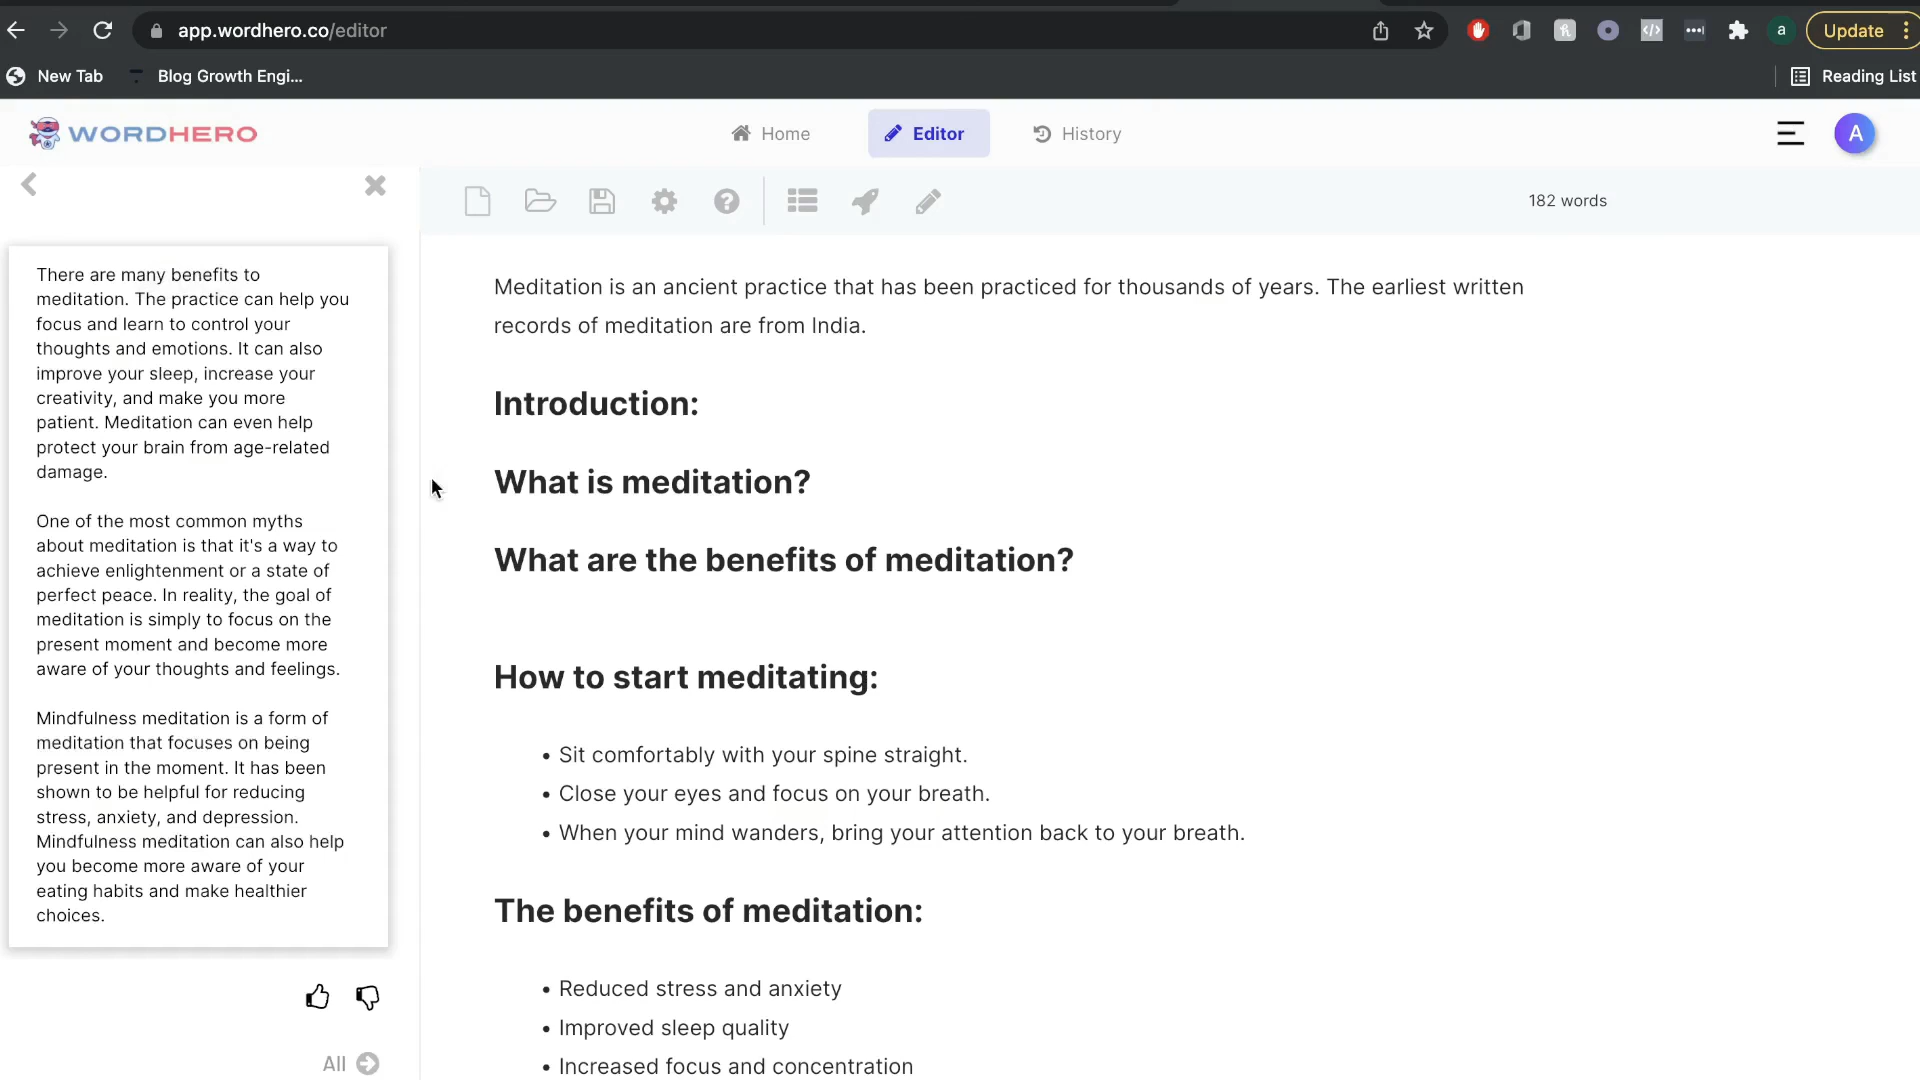 app.wordhero.co/editor
a
Update
New Tab
Blog Growth Engi...
Reading List
WORDHERO
Home
Editor
History
A
182 words
There are many benefits to
meditation. The practice can help you
focus and learn to control your
thoughts and emotions. It can also
improve your sleep, increase your
creativity, and make you more
patient. Meditation can even help
protect your brain from age-related
damage.
One of the most common myths
about meditation is that it's a way to
achieve enlightenment or a state of
perfect peace. In reality, the goal of
meditation is simply to focus on the
present moment and become more
aware of your thoughts and feelings.
Mindfulness meditation is a form of
meditation that focuses on being
present in the moment. It has been
shown to be helpful for reducing
stress, anxiety, and depression.
Mindfulness meditation can also help
you become more aware of your
eating habits and make healthier
choices.
All
Meditation is an ancient practice that has been practiced for thousands of years. The earliest written
records of meditation are from India.
Introduction:
What is meditation?
What are the benefits of meditation?
How to start meditating:
• Sit comfortably with your spine straight.
• Close your eyes and focus on your breath.
• When your mind wanders, bring your attention back to your breath.
The benefits of meditation:
• Reduced stress and anxiety
• Improved sleep quality
• Increased focus and concentration